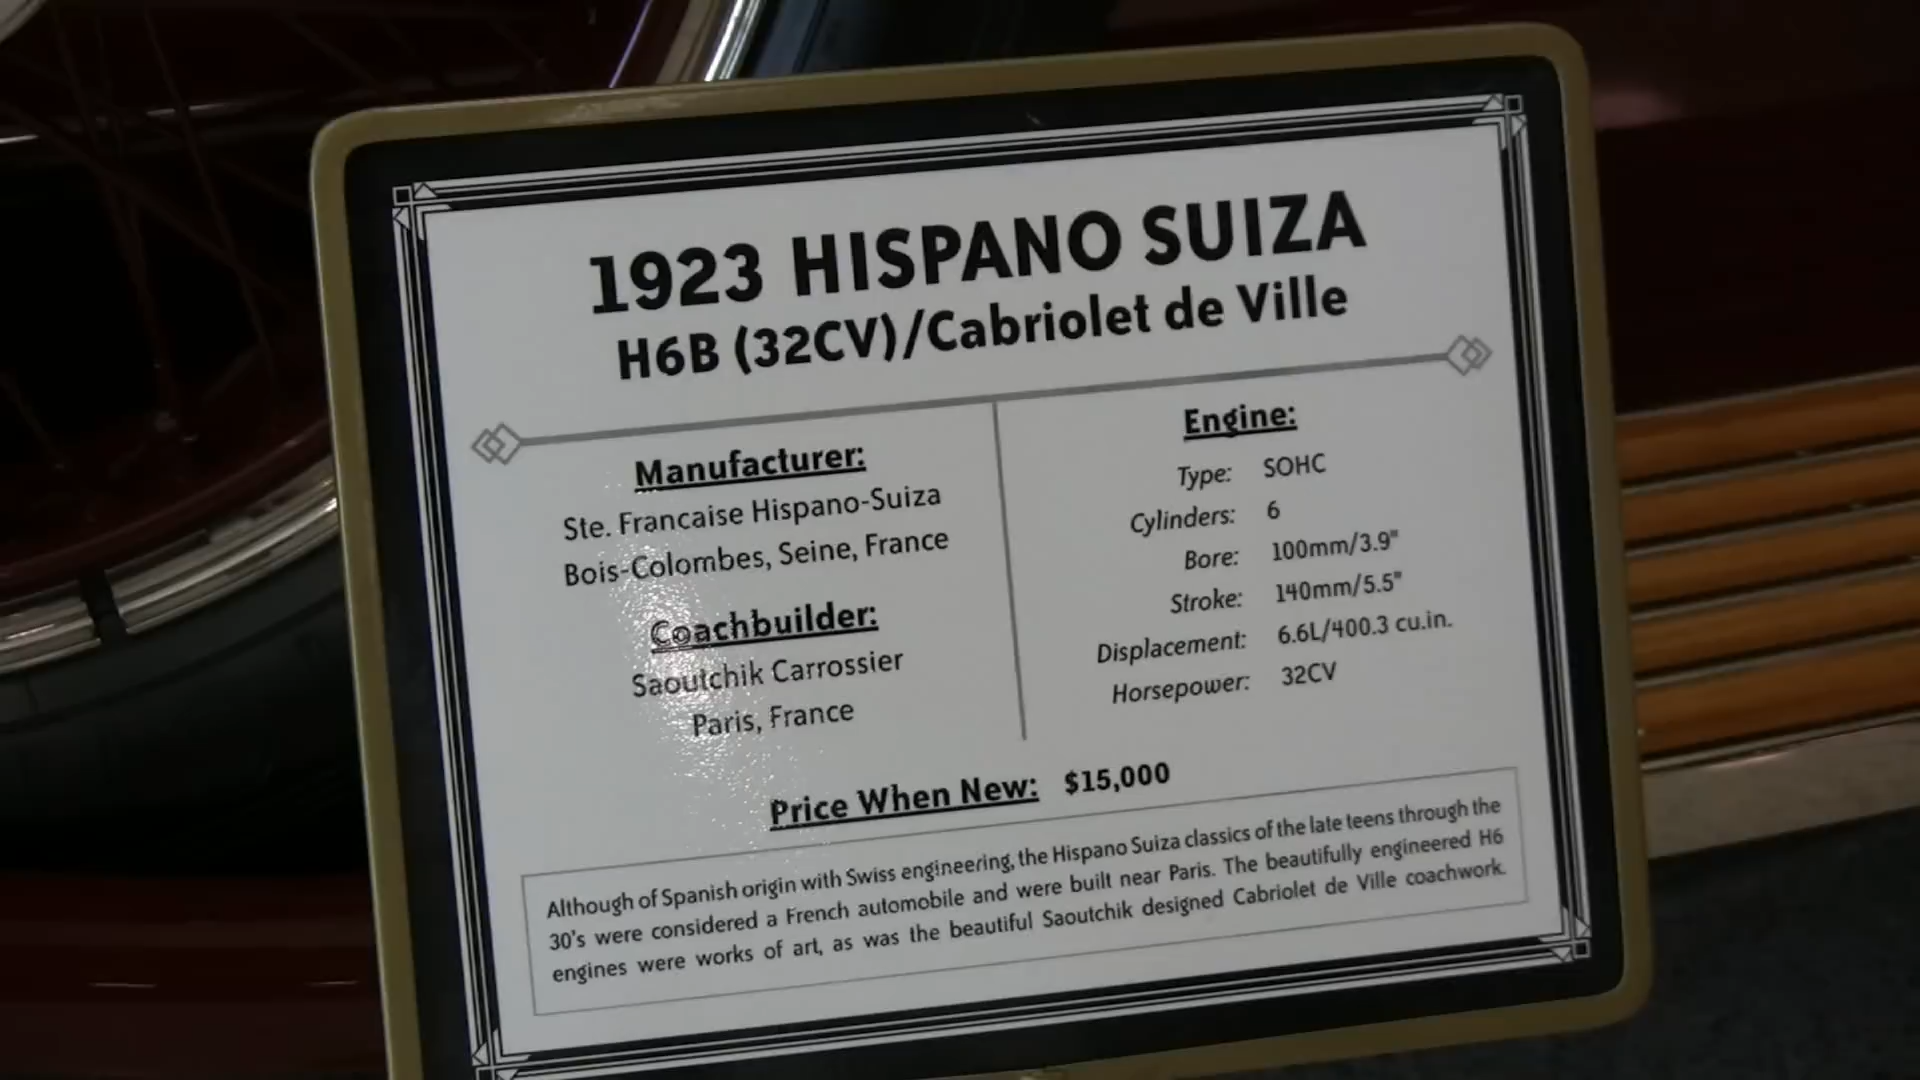 1923 HISPANO SUIZA
H6B (32CV)/Cabriolet de Ville
Manufacturer:
Ste. Francaise Hispano-Suiza
Bois-Colombes, Seine, France
Coachbuilder:
Saoutchik Carrossier
Paris, France
Engine:
Type: SOHC
Cylinders: 6
Bore: 100mm/3.9"
Stroke: 140mm/5.5"
Displacement: 6.6L/400.3 cu.in.
Horsepower: 32CV
Price When New: $15,000
Although of Spanish origin with Swiss engineering, the Hispano Suiza classics of the late teens through the
30's were considered a French automobile and were built near Paris. The beautifully engineered H6
engines were works of art, as was the beautiful Saoutchik designed Cabriolet de Ville coachwork.